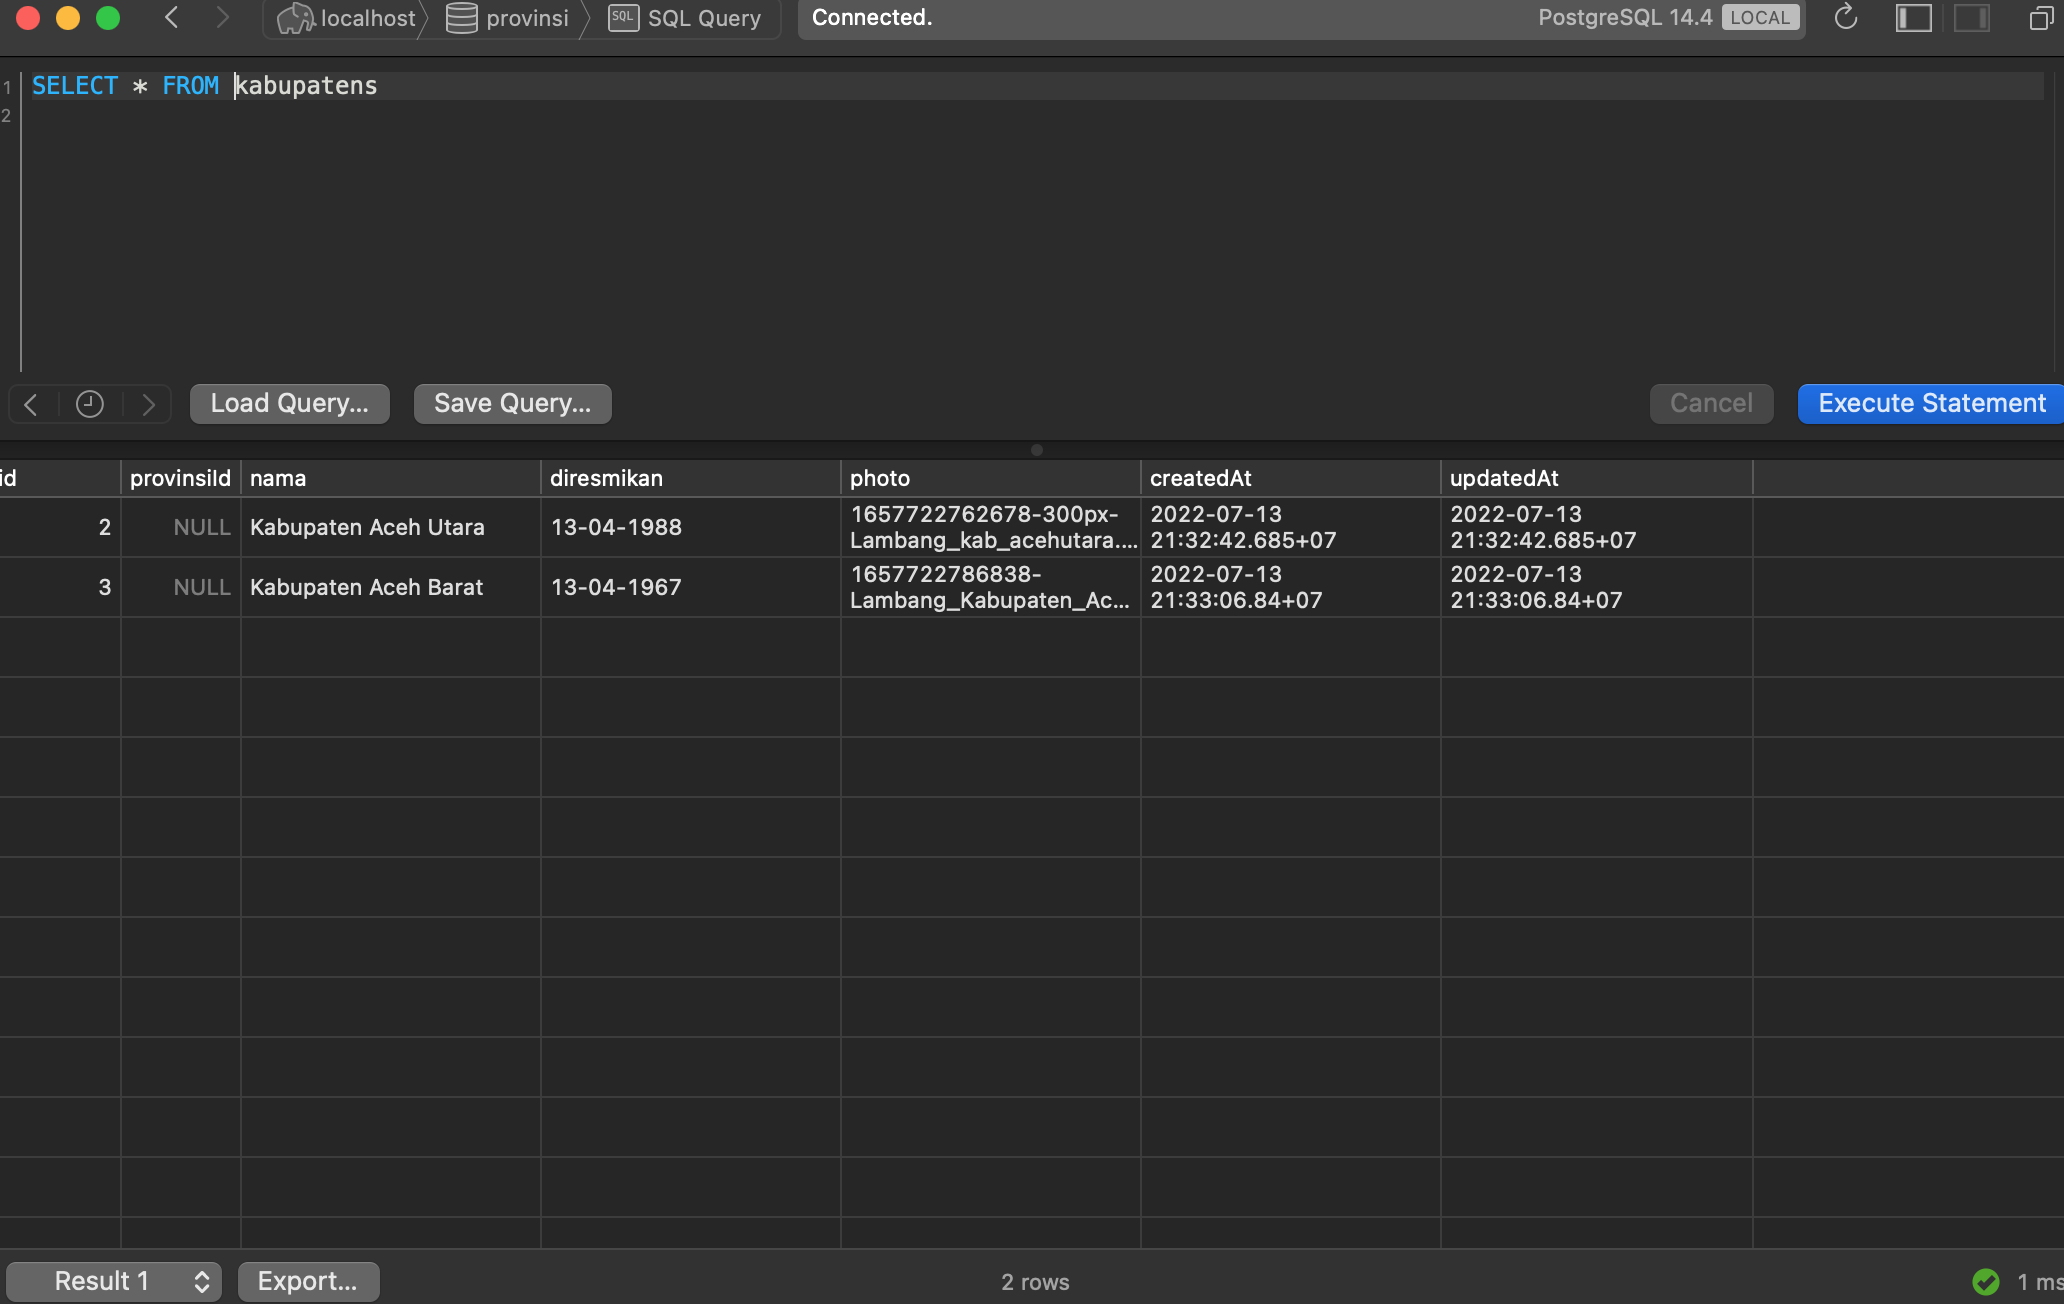 localhost provinsi SQL SQL Query Connected. PostgreSQL 14.4 LOCAL
1 SELECT * FROM kabupatens
2
Load Query... Save Query... Cancel Execute Statement
id provinsiId nama diresmikan photo createdAt updatedAt
2 NULL Kabupaten Aceh Utara 13-04-1988 1657722762678-300px- 2022-07-13 2022-07-13
Lambang_kab_acehutara.... 21:32:42.685+07 21:32:42.685+07
3 NULL Kabupaten Aceh Barat 13-04-1967 1657722786838- 2022-07-13 2022-07-13
Lambang_Kabupaten_Ac... 21:33:06.84+07 21:33:06.84+07
Result 1 Export... 2 rows 1 ms